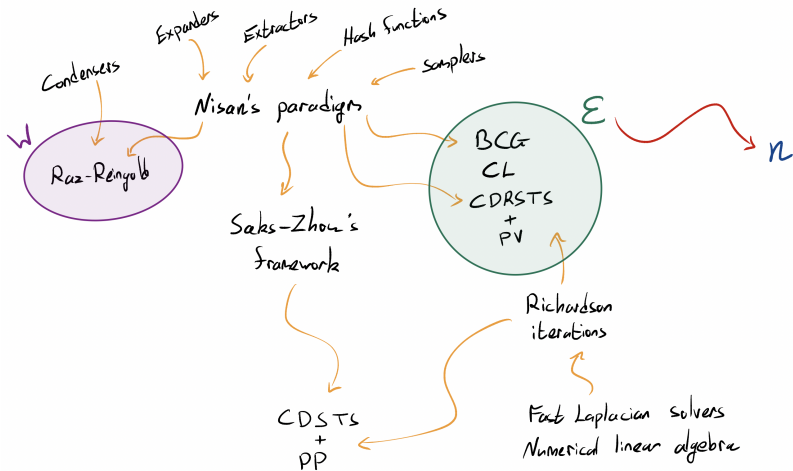 Expanders
Extractors
Hash functions
Samplers
Condensers
Nisan's paradigm
W
Raz-Reingold
ε
n
BCG
CL
CDRSTS
+
PV
Saks-Zhou's
framework
Richardson
iterations
CDSTS
+
PP
Fast Laplacian solvers
Numerical linear algebra